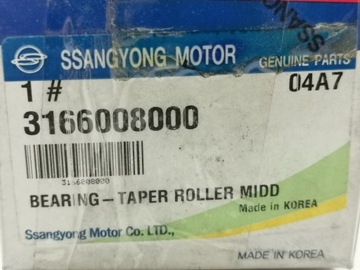 SSANGYONG
SSANGYONG MOTOR
GENUINE PARTS
1 # 04A7
3166008000
3166008000
BEARING-TAPER ROLLER MIDD
Made in KOREA
Ssangyong Motor Co. LTD.,
MADE IN KOREA